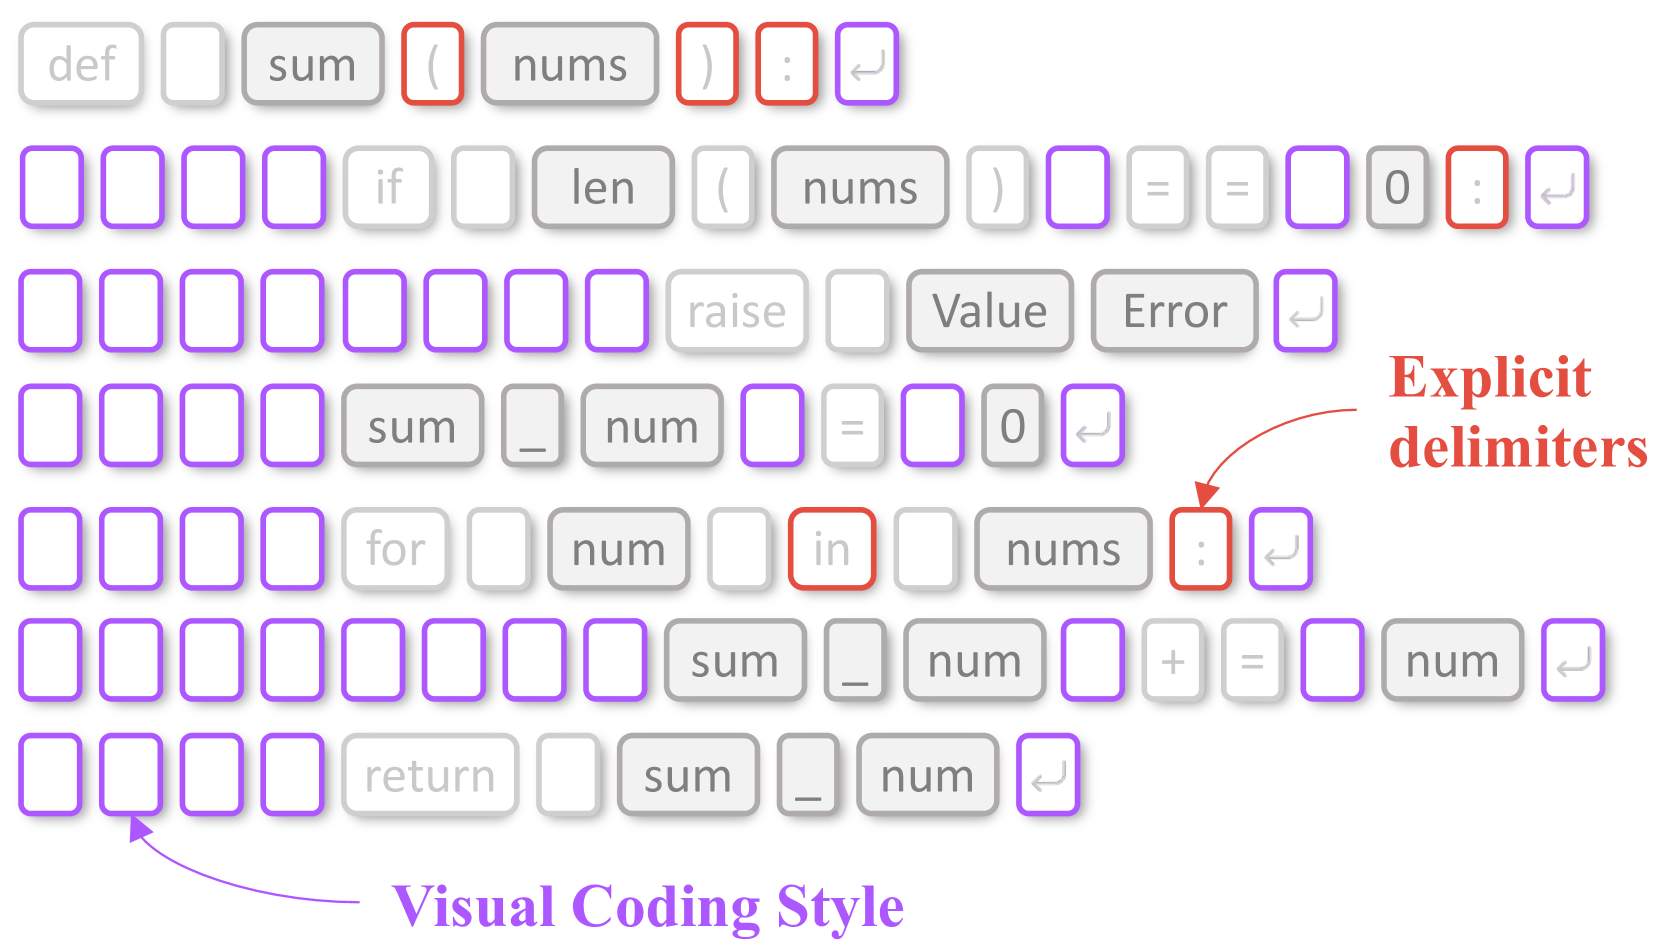 def sum ( nums ) : ↵
if len ( nums ) = = 0 : ↵
raise Value Error ↵
sum _ num = 0 ↵
for num in nums : ↵
sum _ num + = num ↵
return sum _ num ↵
Explicit
delimiters
Visual Coding Style